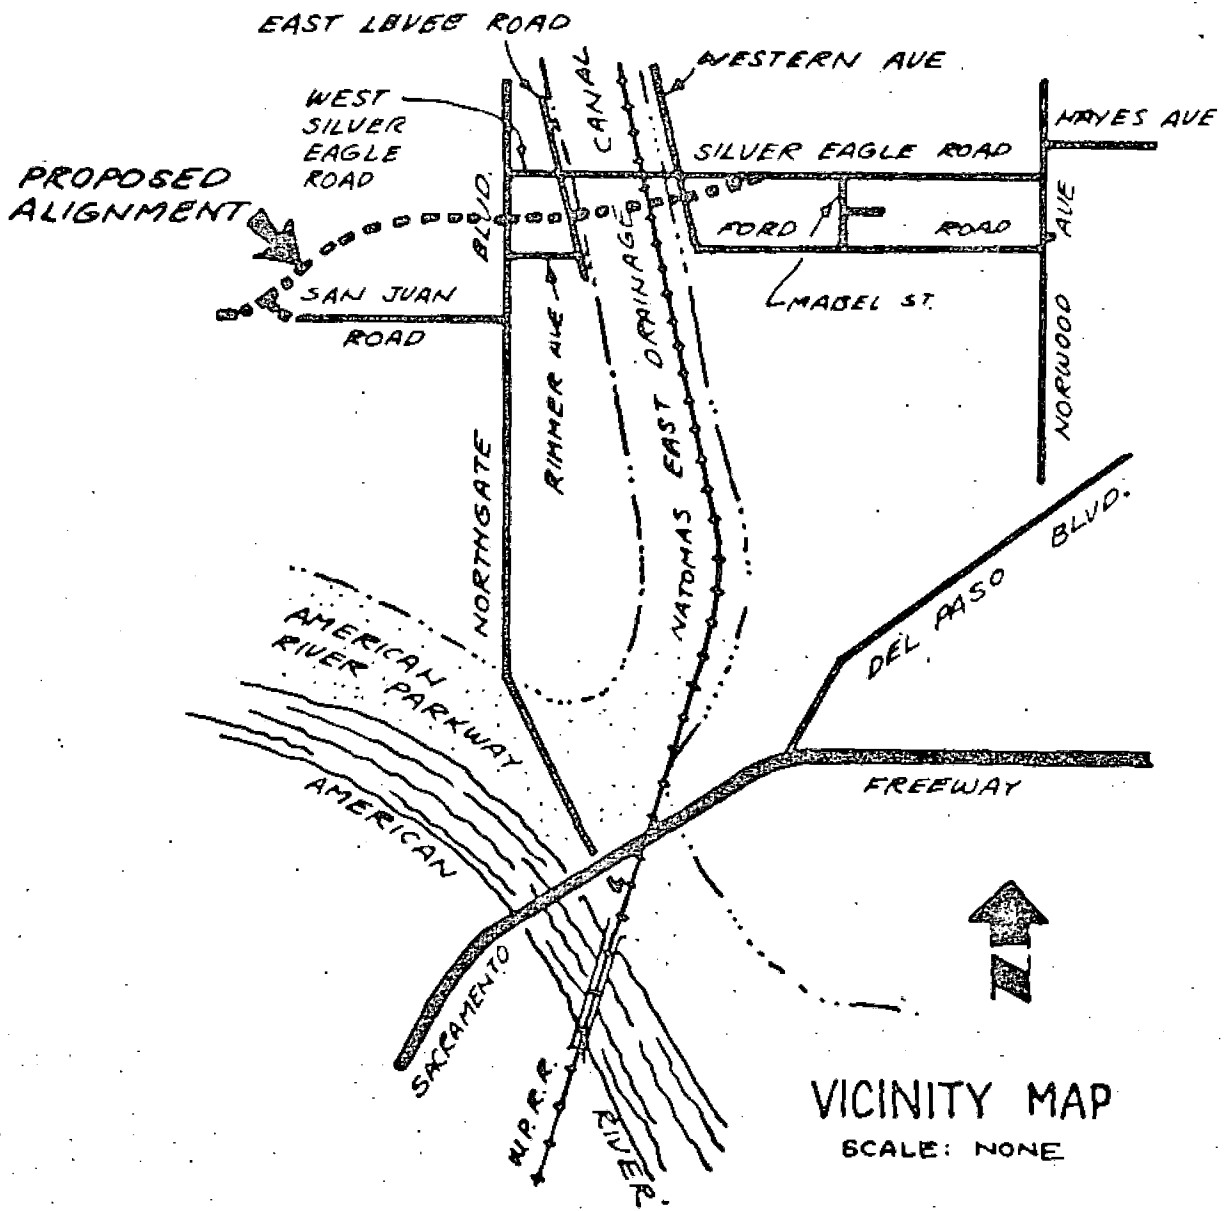 EAST LEVEE ROAD
WESTERN AVE
CANAL
WEST
SILVER
EAGLE
ROAD
HAYES AVE
SILVER EAGLE ROAD
PROPOSED
ALIGNMENT
BLVD.
AVE
FORD
ROAD
DRAINAGE
SAN JUAN
ROAD
MABEL ST.
RIMMER AVE
NORWOOD
EAST
NATOMAS
NORTHGATE
BLVD.
DEL PASO
AMERICAN
RIVER PARKWAY
AMERICAN
FREEWAY
SACRAMENTO
W.P.R.R.
RIVER.
N
VICINITY MAP
SCALE: NONE